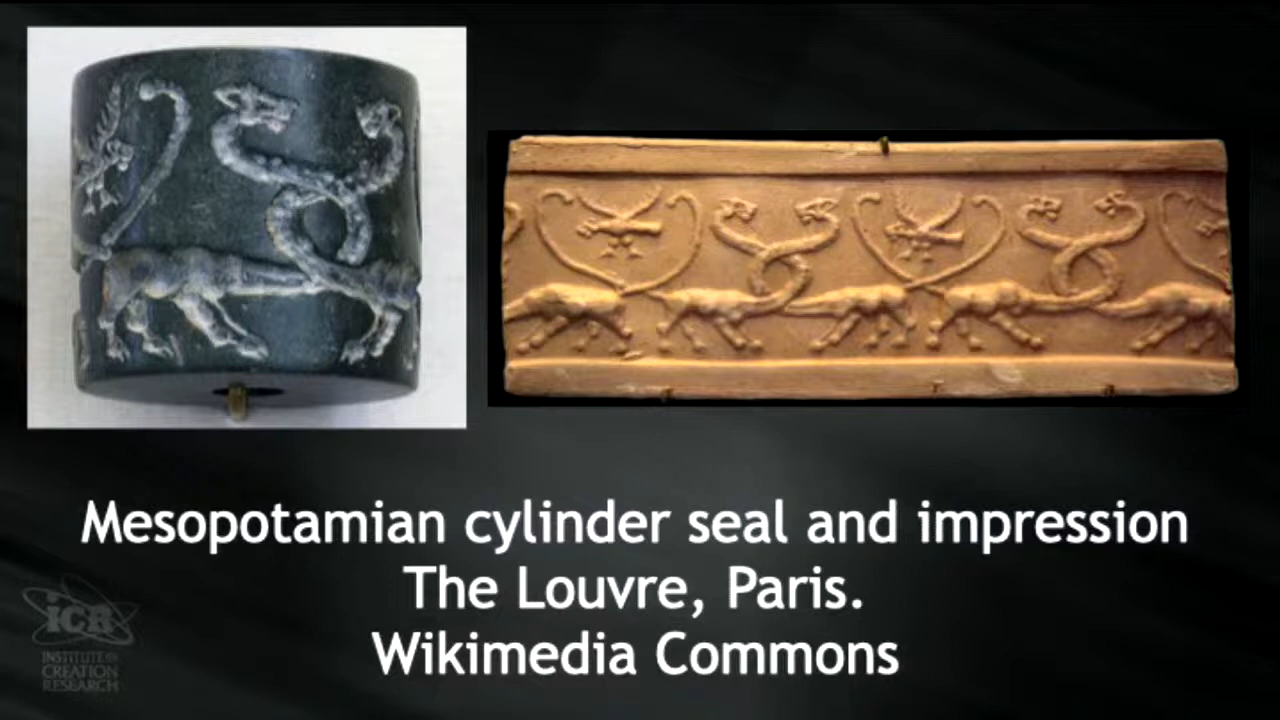 Mesopotamian cylinder seal and impression
The Louvre, Paris.
Wikimedia Commons
iCR
INSTITUTE for
CREATION
RESEARCH